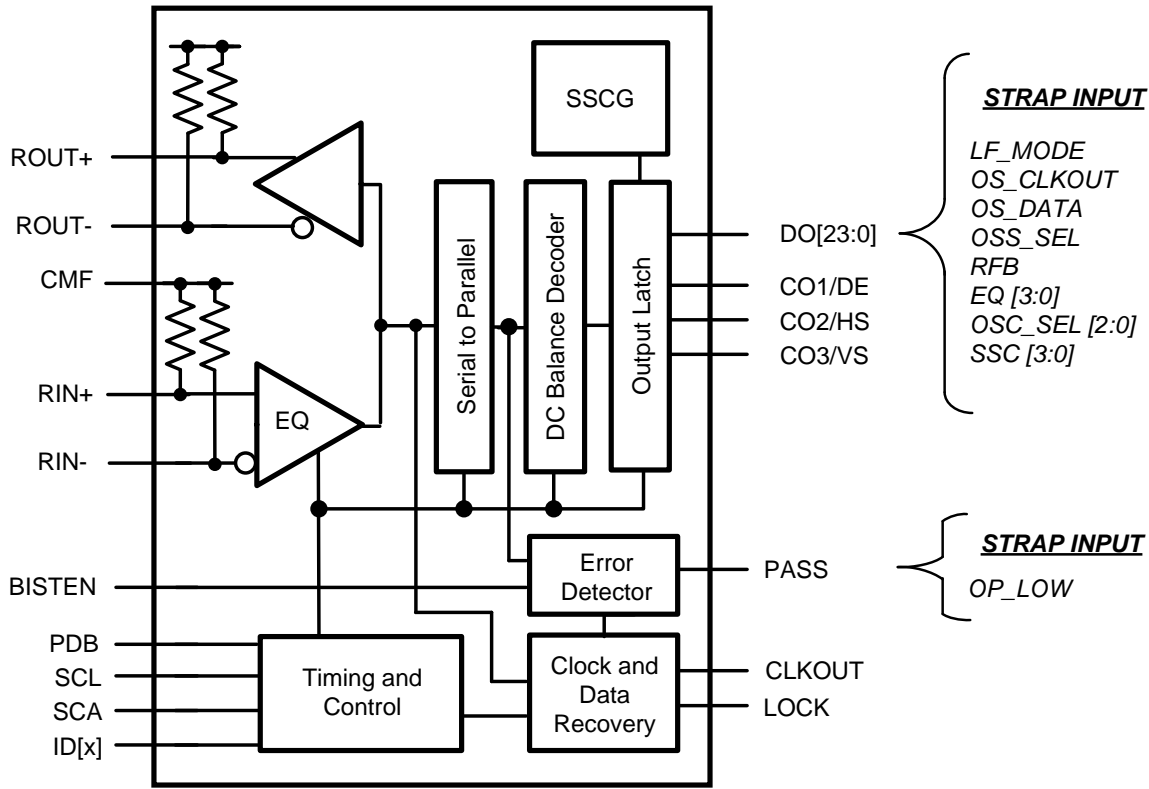 ROUT+
ROUT-
CMF
RIN+
RIN-
BISTEN
PDB
SCL
SCA
ID[x]
EQ
SSCG
Serial to Parallel
DC Balance Decoder
Output Latch
Error
Detector
Timing and
Control
Clock and
Data
Recovery
DO[23:0]
CO1/DE
CO2/HS
CO3/VS
PASS
CLKOUT
LOCK
STRAP INPUT
LF_MODE
OS_CLKOUT
OS_DATA
OSS_SEL
RFB
EQ [3:0]
OSC_SEL [2:0]
SSC [3:0]
STRAP INPUT
OP_LOW